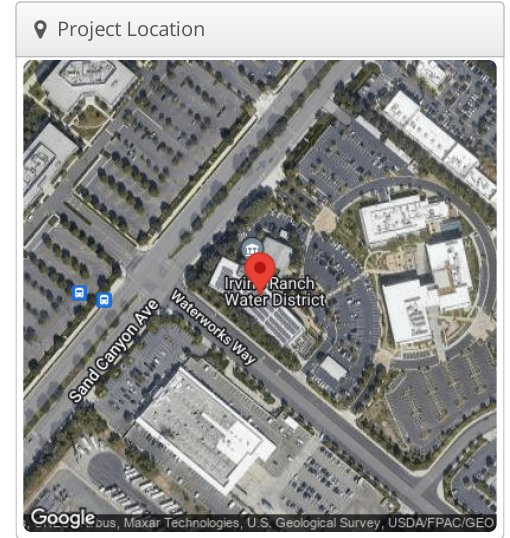 Project Location
Irvine Ranch
Water District
Waterworks Way
Sand Canyon Ave
Google
Airbus, Maxar Technologies, U.S. Geological Survey, USDA/FPAC/GEO